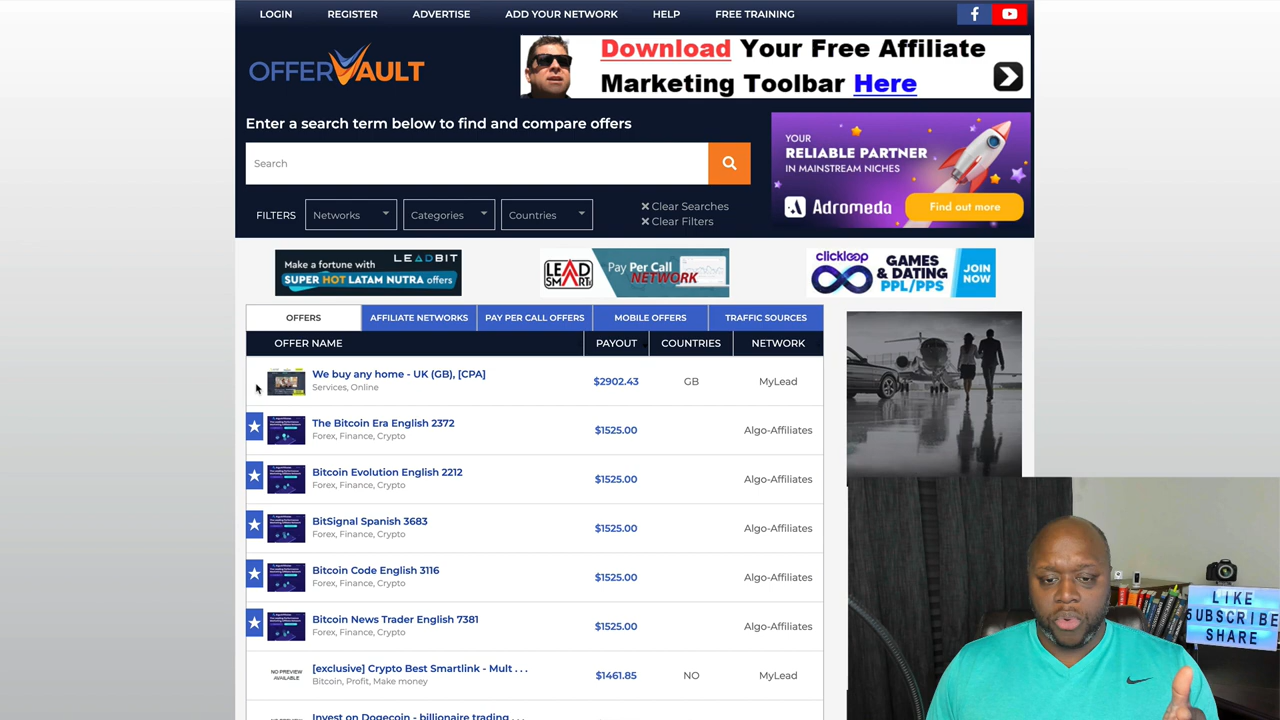 LOGIN
REGISTER
ADVERTISE
ADD YOUR NETWORK
HELP
FREE TRAINING
OFFERVAULT
Download Your Free Affiliate
Marketing Toolbar Here
Enter a search term below to find and compare offers
Search
YOUR
RELIABLE PARTNER
IN MAINSTREAM NICHES
Adromeda
Find out more
FILTERS
Networks
Categories
Countries
Clear Searches
Clear Filters
Make a fortune with LEADBIT
SUPER HOT LATAM NUTRA offers
LEAD SMART
Pay Per Call
NETWORK
clickloop
GAMES
& DATING
PPL/PPS
JOIN
NOW
OFFERS
AFFILIATE NETWORKS
PAY PER CALL OFFERS
MOBILE OFFERS
TRAFFIC SOURCES
OFFER NAME PAYOUT COUNTRIES NETWORK
We buy any home - UK (GB), [CPA] $2902.43 GB MyLead
Services, Online
The Bitcoin Era English 2372 $1525.00 Algo-Affiliates
Forex, Finance, Crypto
Bitcoin Evolution English 2212 $1525.00 Algo-Affiliates
Forex, Finance, Crypto
BitSignal Spanish 3683 $1525.00 Algo-Affiliates
Forex, Finance, Crypto
Bitcoin Code English 3116 $1525.00 Algo-Affiliates
Forex, Finance, Crypto
Bitcoin News Trader English 7381 $1525.00 Algo-Affiliates
Forex, Finance, Crypto
NO PREVIEW
AVAILABLE
[exclusive] Crypto Best Smartlink - Mult . . . $1461.85 NO MyLead
Bitcoin, Profit, Make money
Invest on Dogecoin - billionaire trading . . .
LIKE
SUBSCRIBE
SHARE